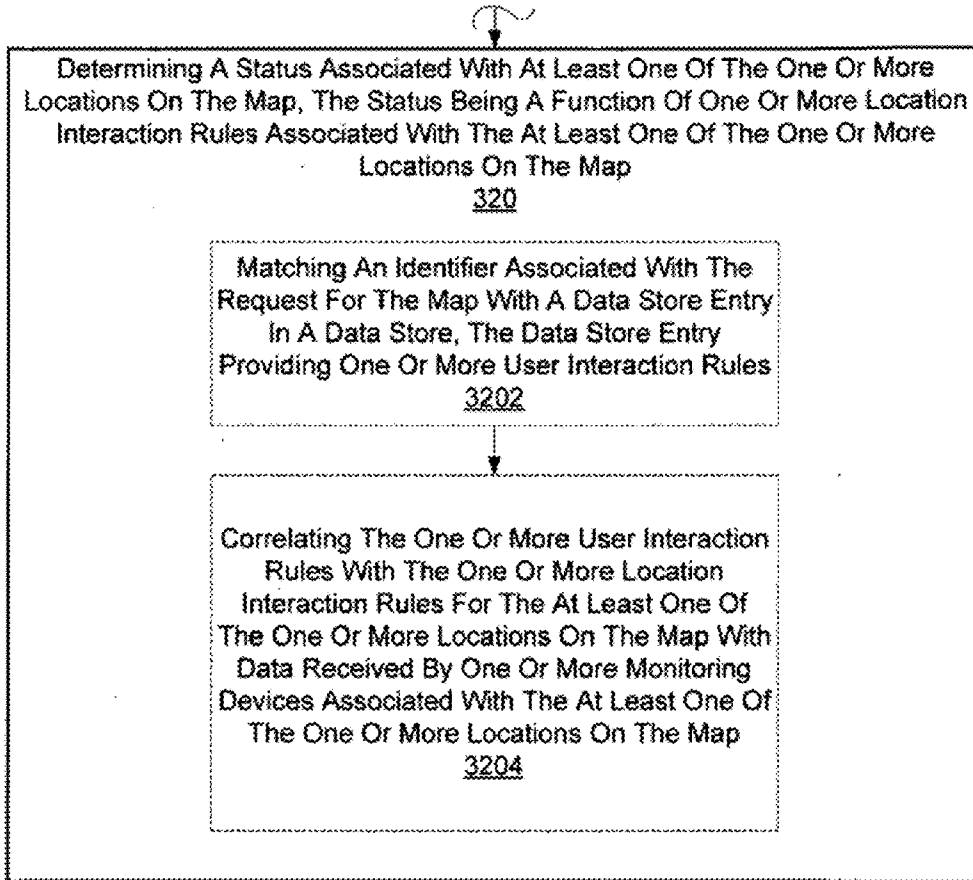 Determining A Status Associated With At Least One Of The One Or More
Locations On The Map, The Status Being A Function Of One Or More Location
Interaction Rules Associated With The At Least One Of The One Or More
Locations On The Map
320
Matching An Identifier Associated With The
Request For The Map With A Data Store Entry
In A Data Store, The Data Store Entry
Providing One Or More User Interaction Rules
3202
Correlating The One Or More User Interaction
Rules With The One Or More Location
Interaction Rules For The At Least One Of
The One Or More Locations On The Map With
Data Received By One Or More Monitoring
Devices Associated With The At Least One Of
The One Or More Locations On The Map
3204